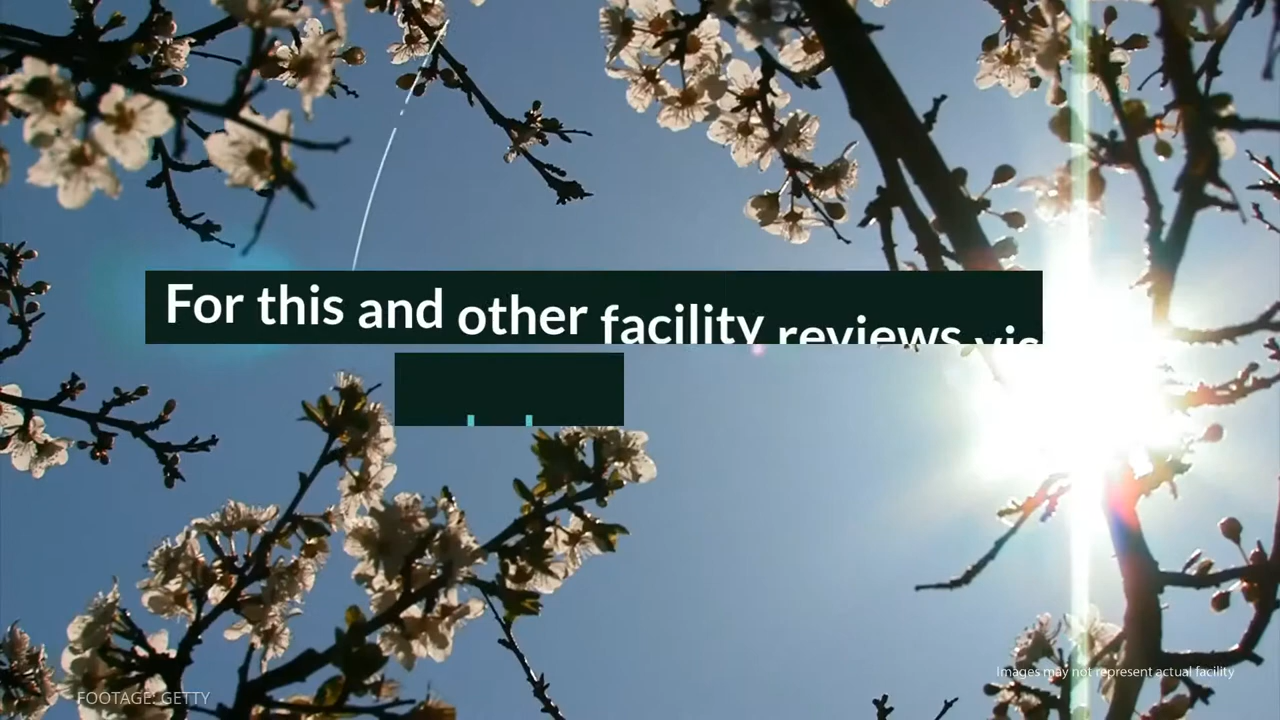 For this and other facility reviews
Images may not represent actual facility
FOOTAGE: GETTY